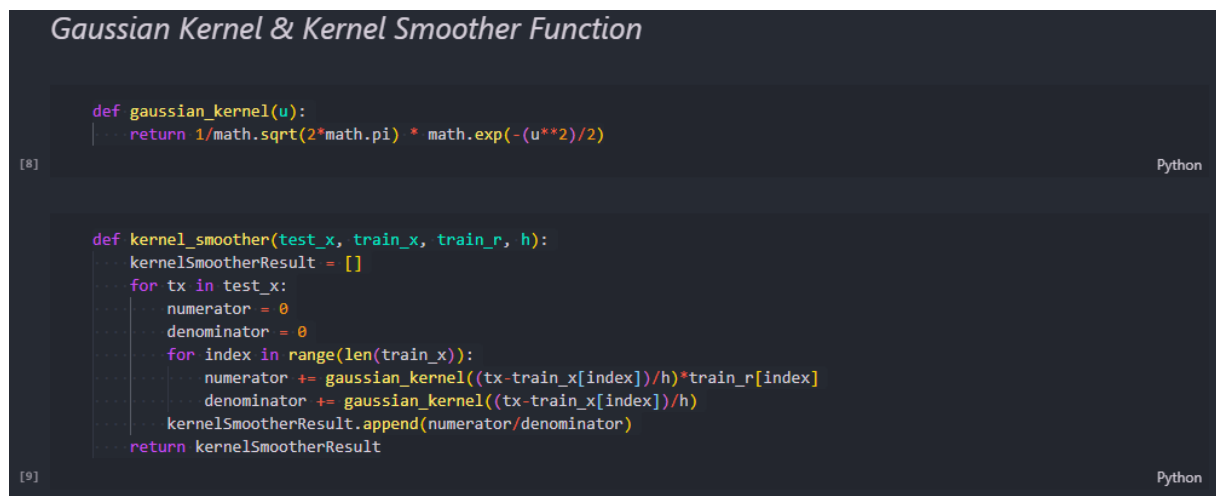 Gaussian Kernel & Kernel Smoother Function
def gaussian_kernel(u):
    return 1/math.sqrt(2*math.pi) * math.exp(-(u**2)/2)
[8]
Python
def kernel_smoother(test_x, train_x, train_r, h):
    kernelSmootherResult = []
    for tx in test_x:
        numerator = 0
        denominator = 0
        for index in range(len(train_x)):
            numerator += gaussian_kernel((tx-train_x[index])/h)*train_r[index]
            denominator += gaussian_kernel((tx-train_x[index])/h)
        kernelSmootherResult.append(numerator/denominator)
    return kernelSmootherResult
[9]
Python